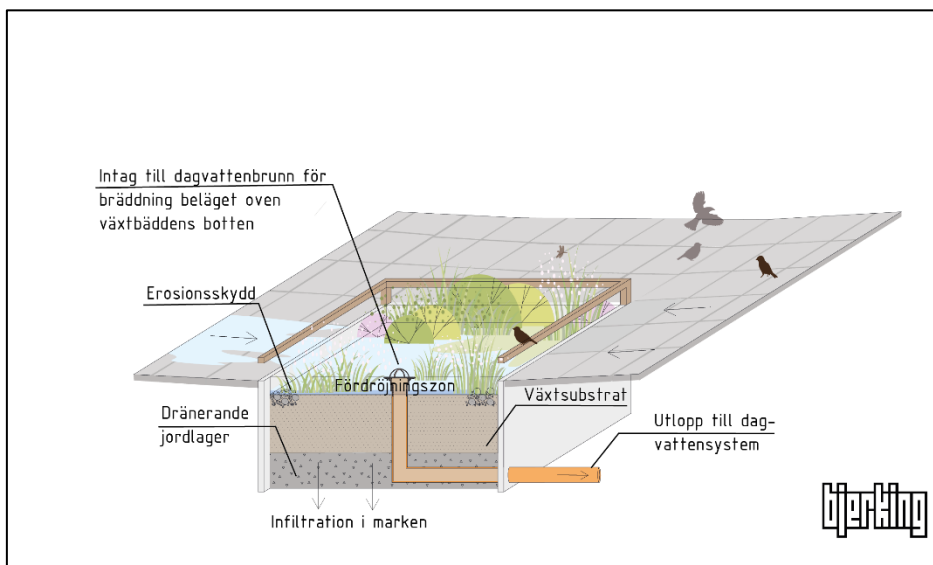 Intag till dagvattenbrunn för
bräddning beläget oven
växtbäddens botten
Erosionsskydd
Fördröjningszon
Växtsubstrat
Dränerande
jordlager
Utlopp till dag-
vattensystem
Infiltration i marken
bjerking